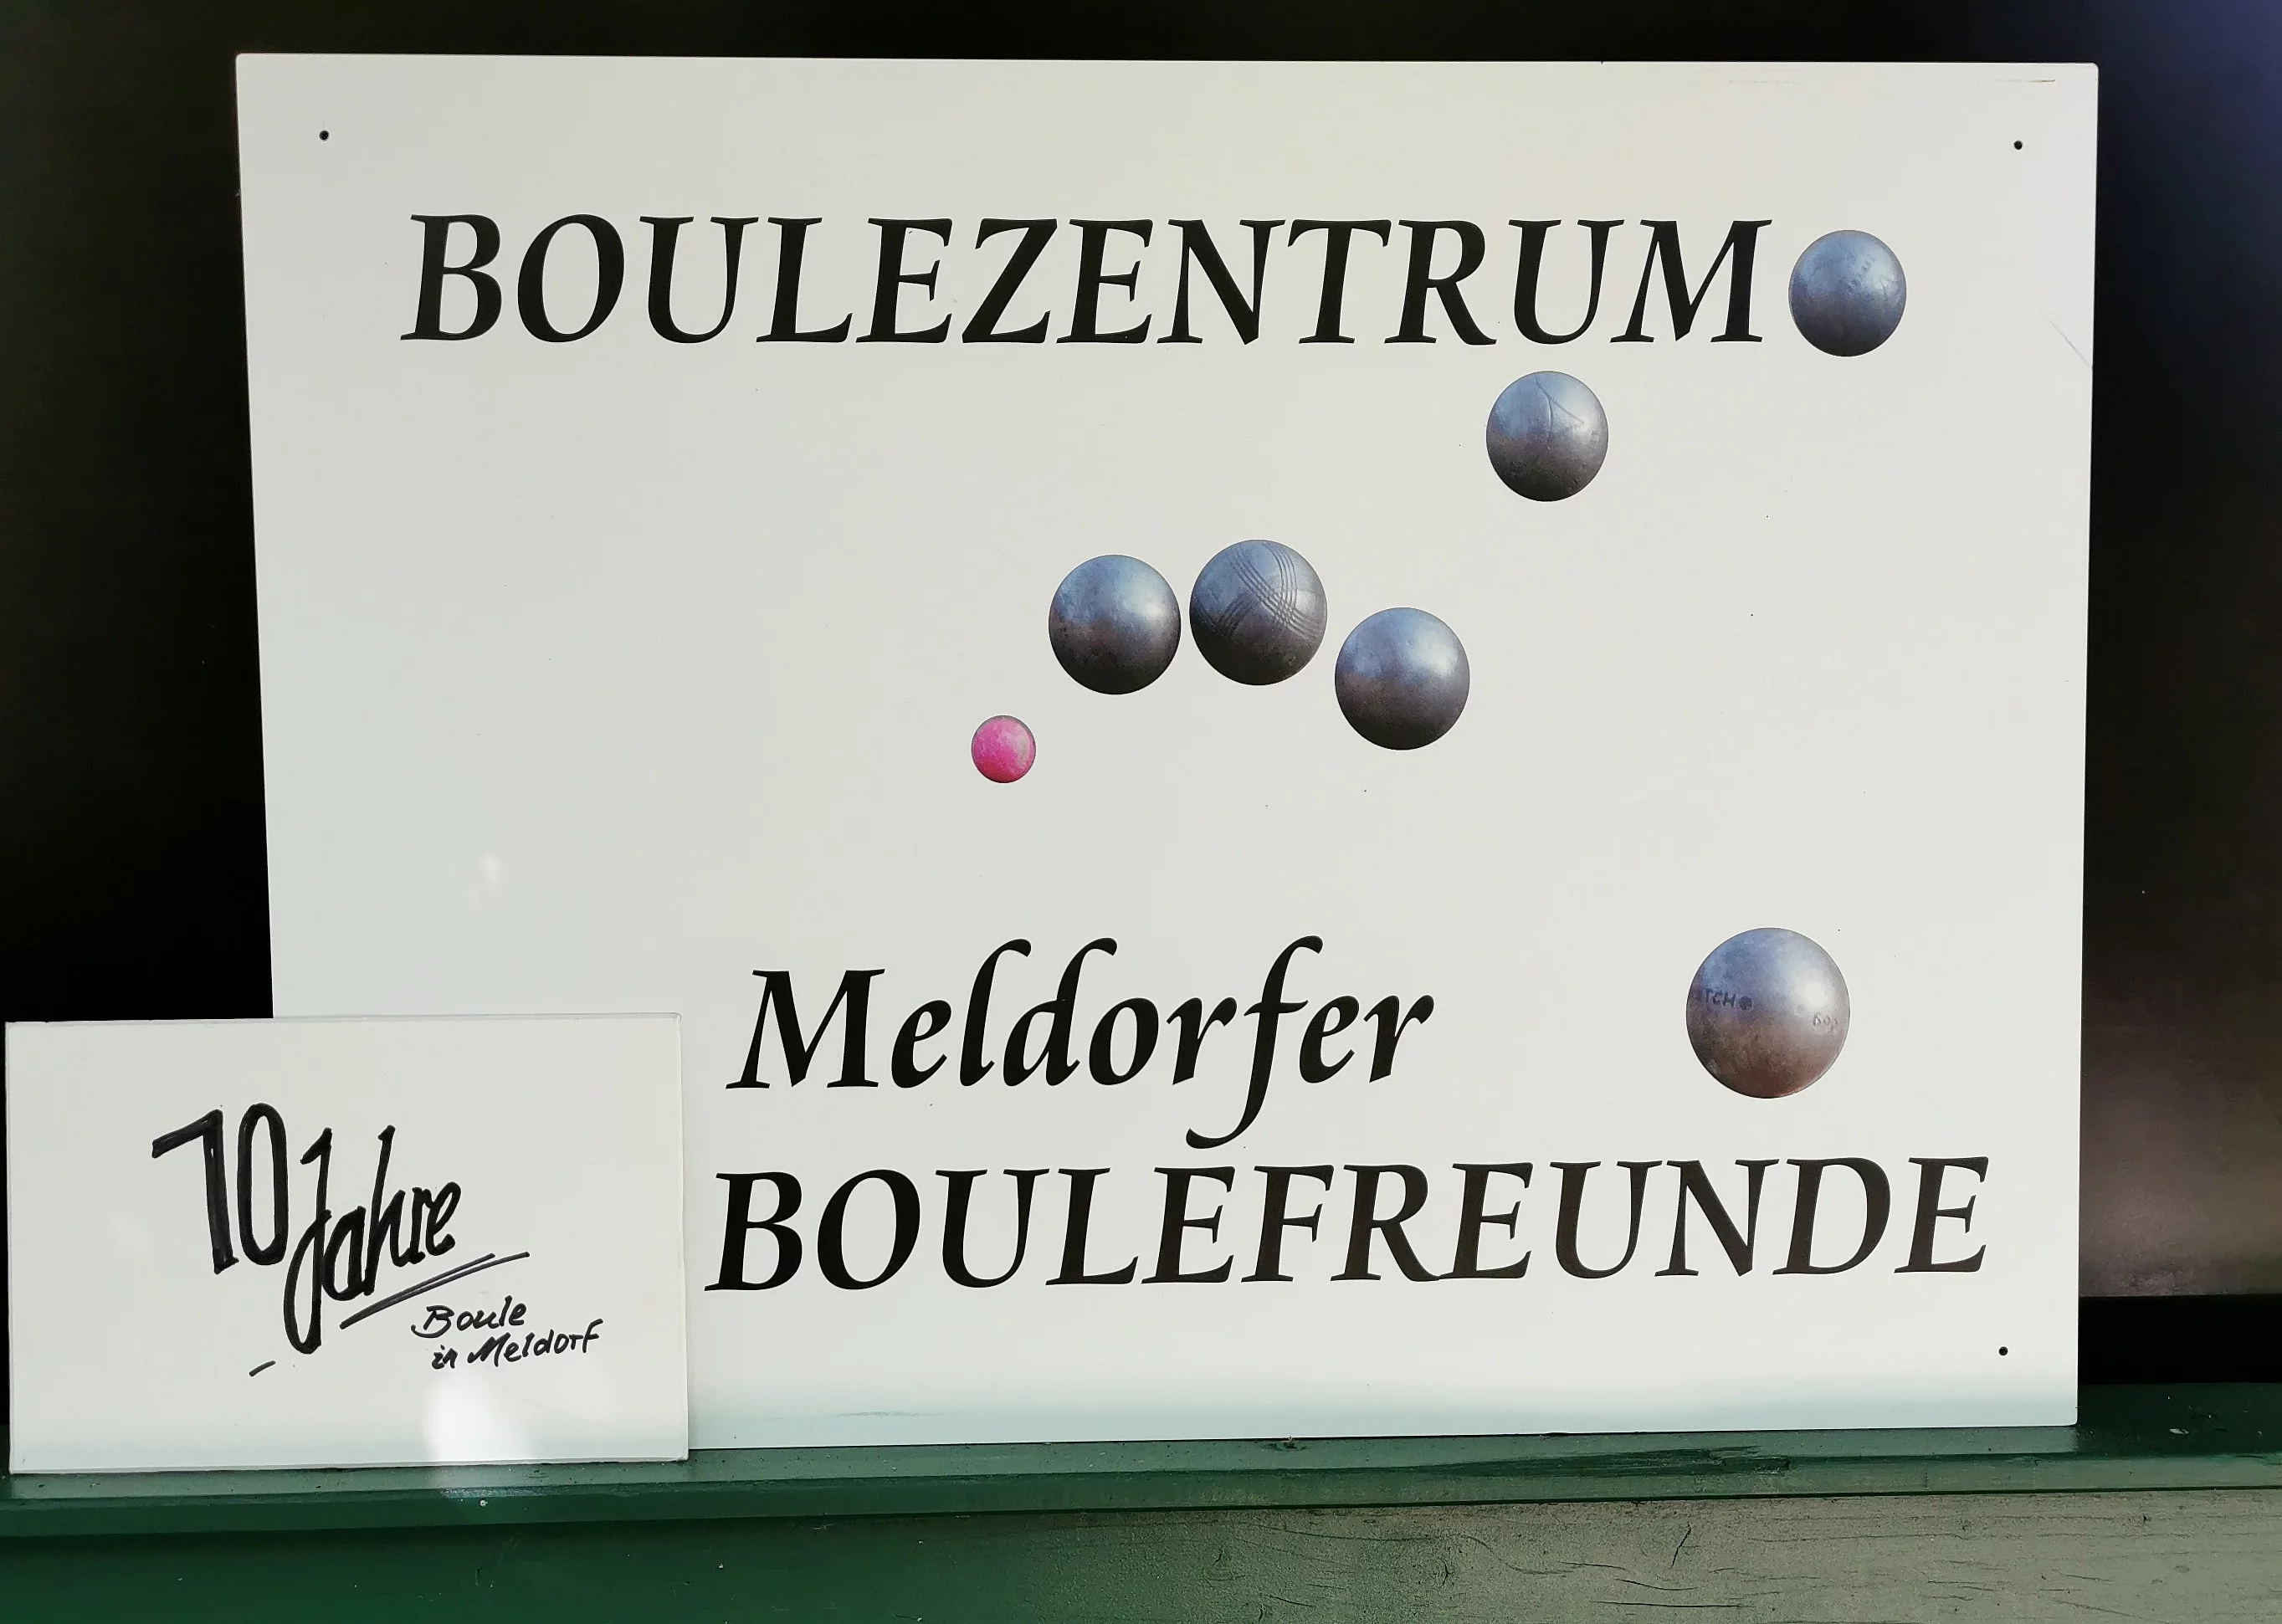 BOULEZENTRUM
Meldorfer
BOULEFREUNDE
10 Jahre
Boule
in Meldorf